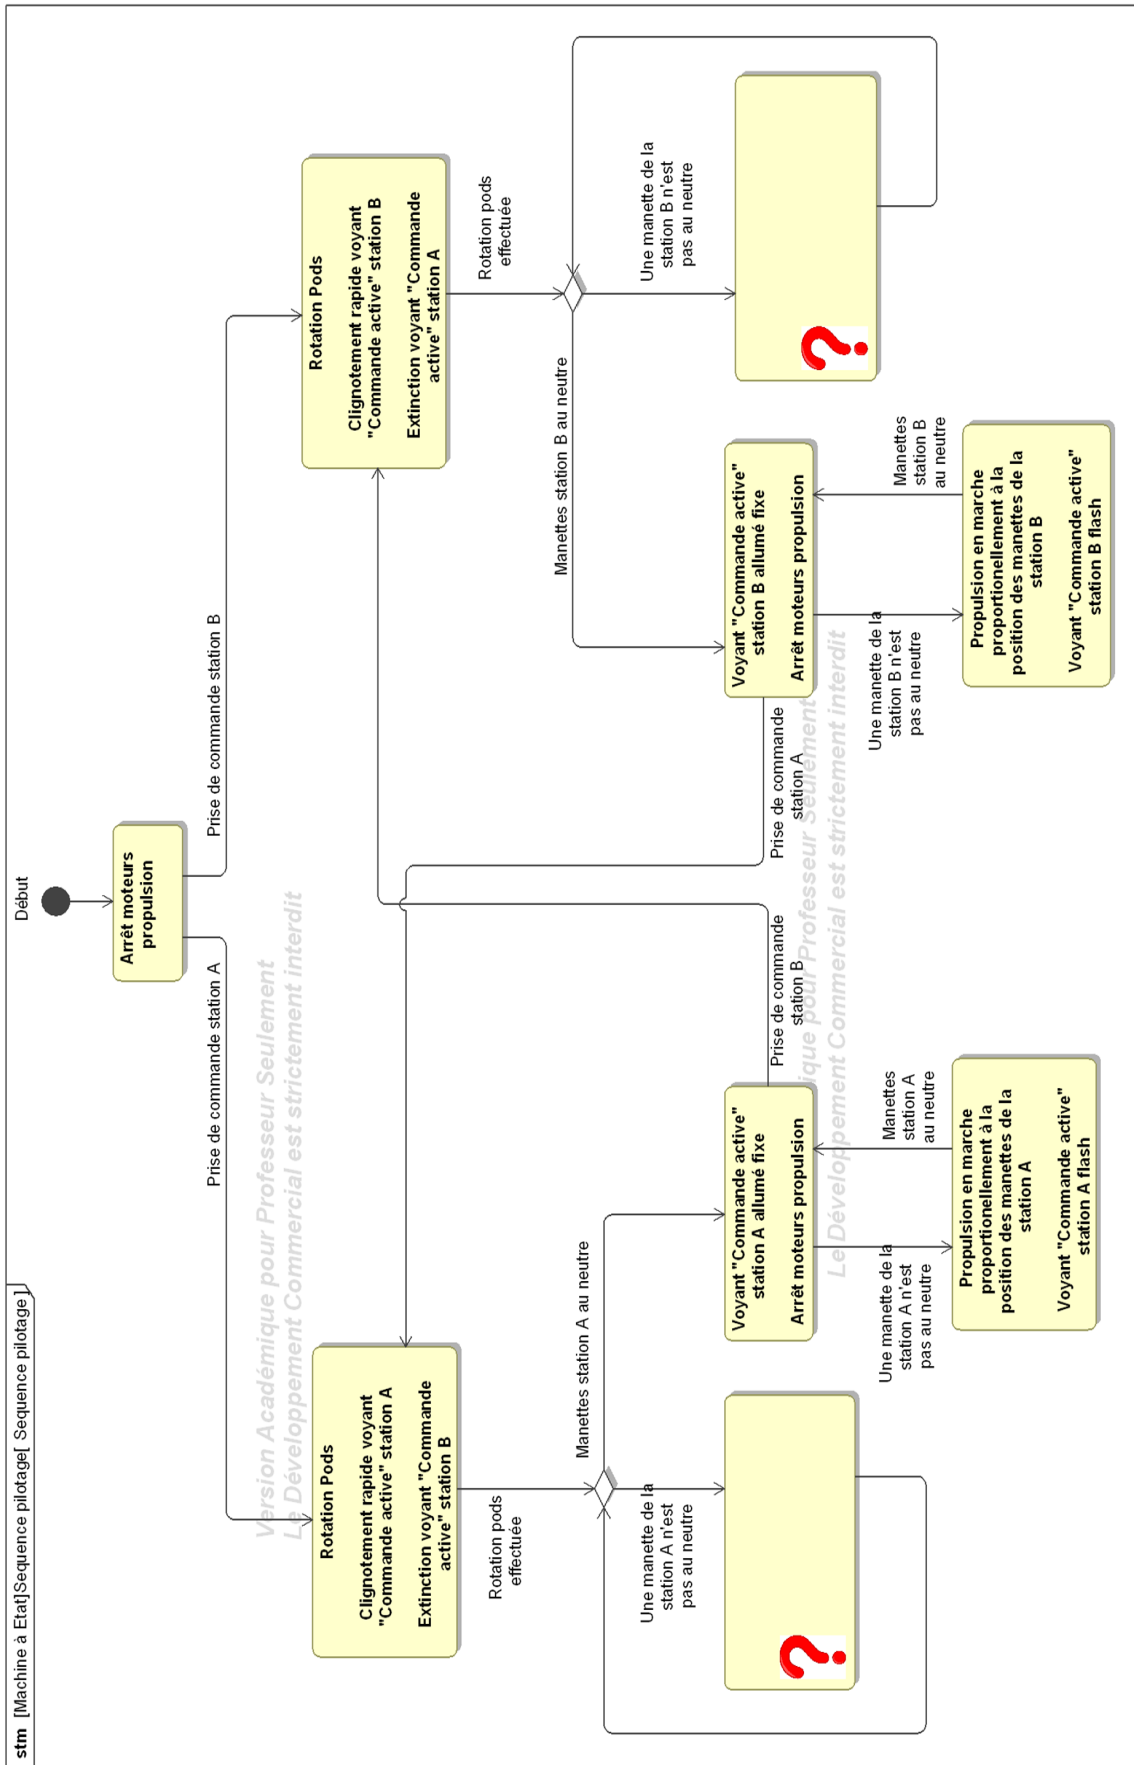 stm [Machine à Etat]Sequence pilotage[ Sequence pilotage]
Début
Arrêt moteurs
propulsion
Prise de commande station A
Prise de commande station B
Version Académique pour Professeur Seulement
Le Développement Commercial est strictement interdit
Rotation Pods
Clignotement rapide voyant
"Commande active" station A
Extinction voyant "Commande
active" station B
Rotation Pods
Clignotement rapide voyant
"Commande active" station B
Extinction voyant "Commande
active" station A
Rotation pods
effectuée
Rotation pods
effectuée
Manettes station A au neutre
Manettes station B au neutre
Une manette de la
station A n'est
pas au neutre
Une manette de la
station B n'est
pas au neutre
?
Voyant "Commande active"
station A allumé fixe
Arrêt moteurs propulsion
Prise de commande
station B
Prise de commande
station A
Voyant "Commande active"
station B allumé fixe
Arrêt moteurs propulsion
?
ique pour Professeur Seulement
Le Développement Commercial est strictement interdit
Une manette de la
station A n'est
pas au neutre
Manettes
station A
au neutre
Une manette de la
station B n'est
pas au neutre
Manettes
station B
au neutre
Propulsion en marche
proportionellement à la
position des manettes de la
station A
Voyant "Commande active"
station A flash
Propulsion en marche
proportionellement à la
position des manettes de la
station B
Voyant "Commande active"
station B flash